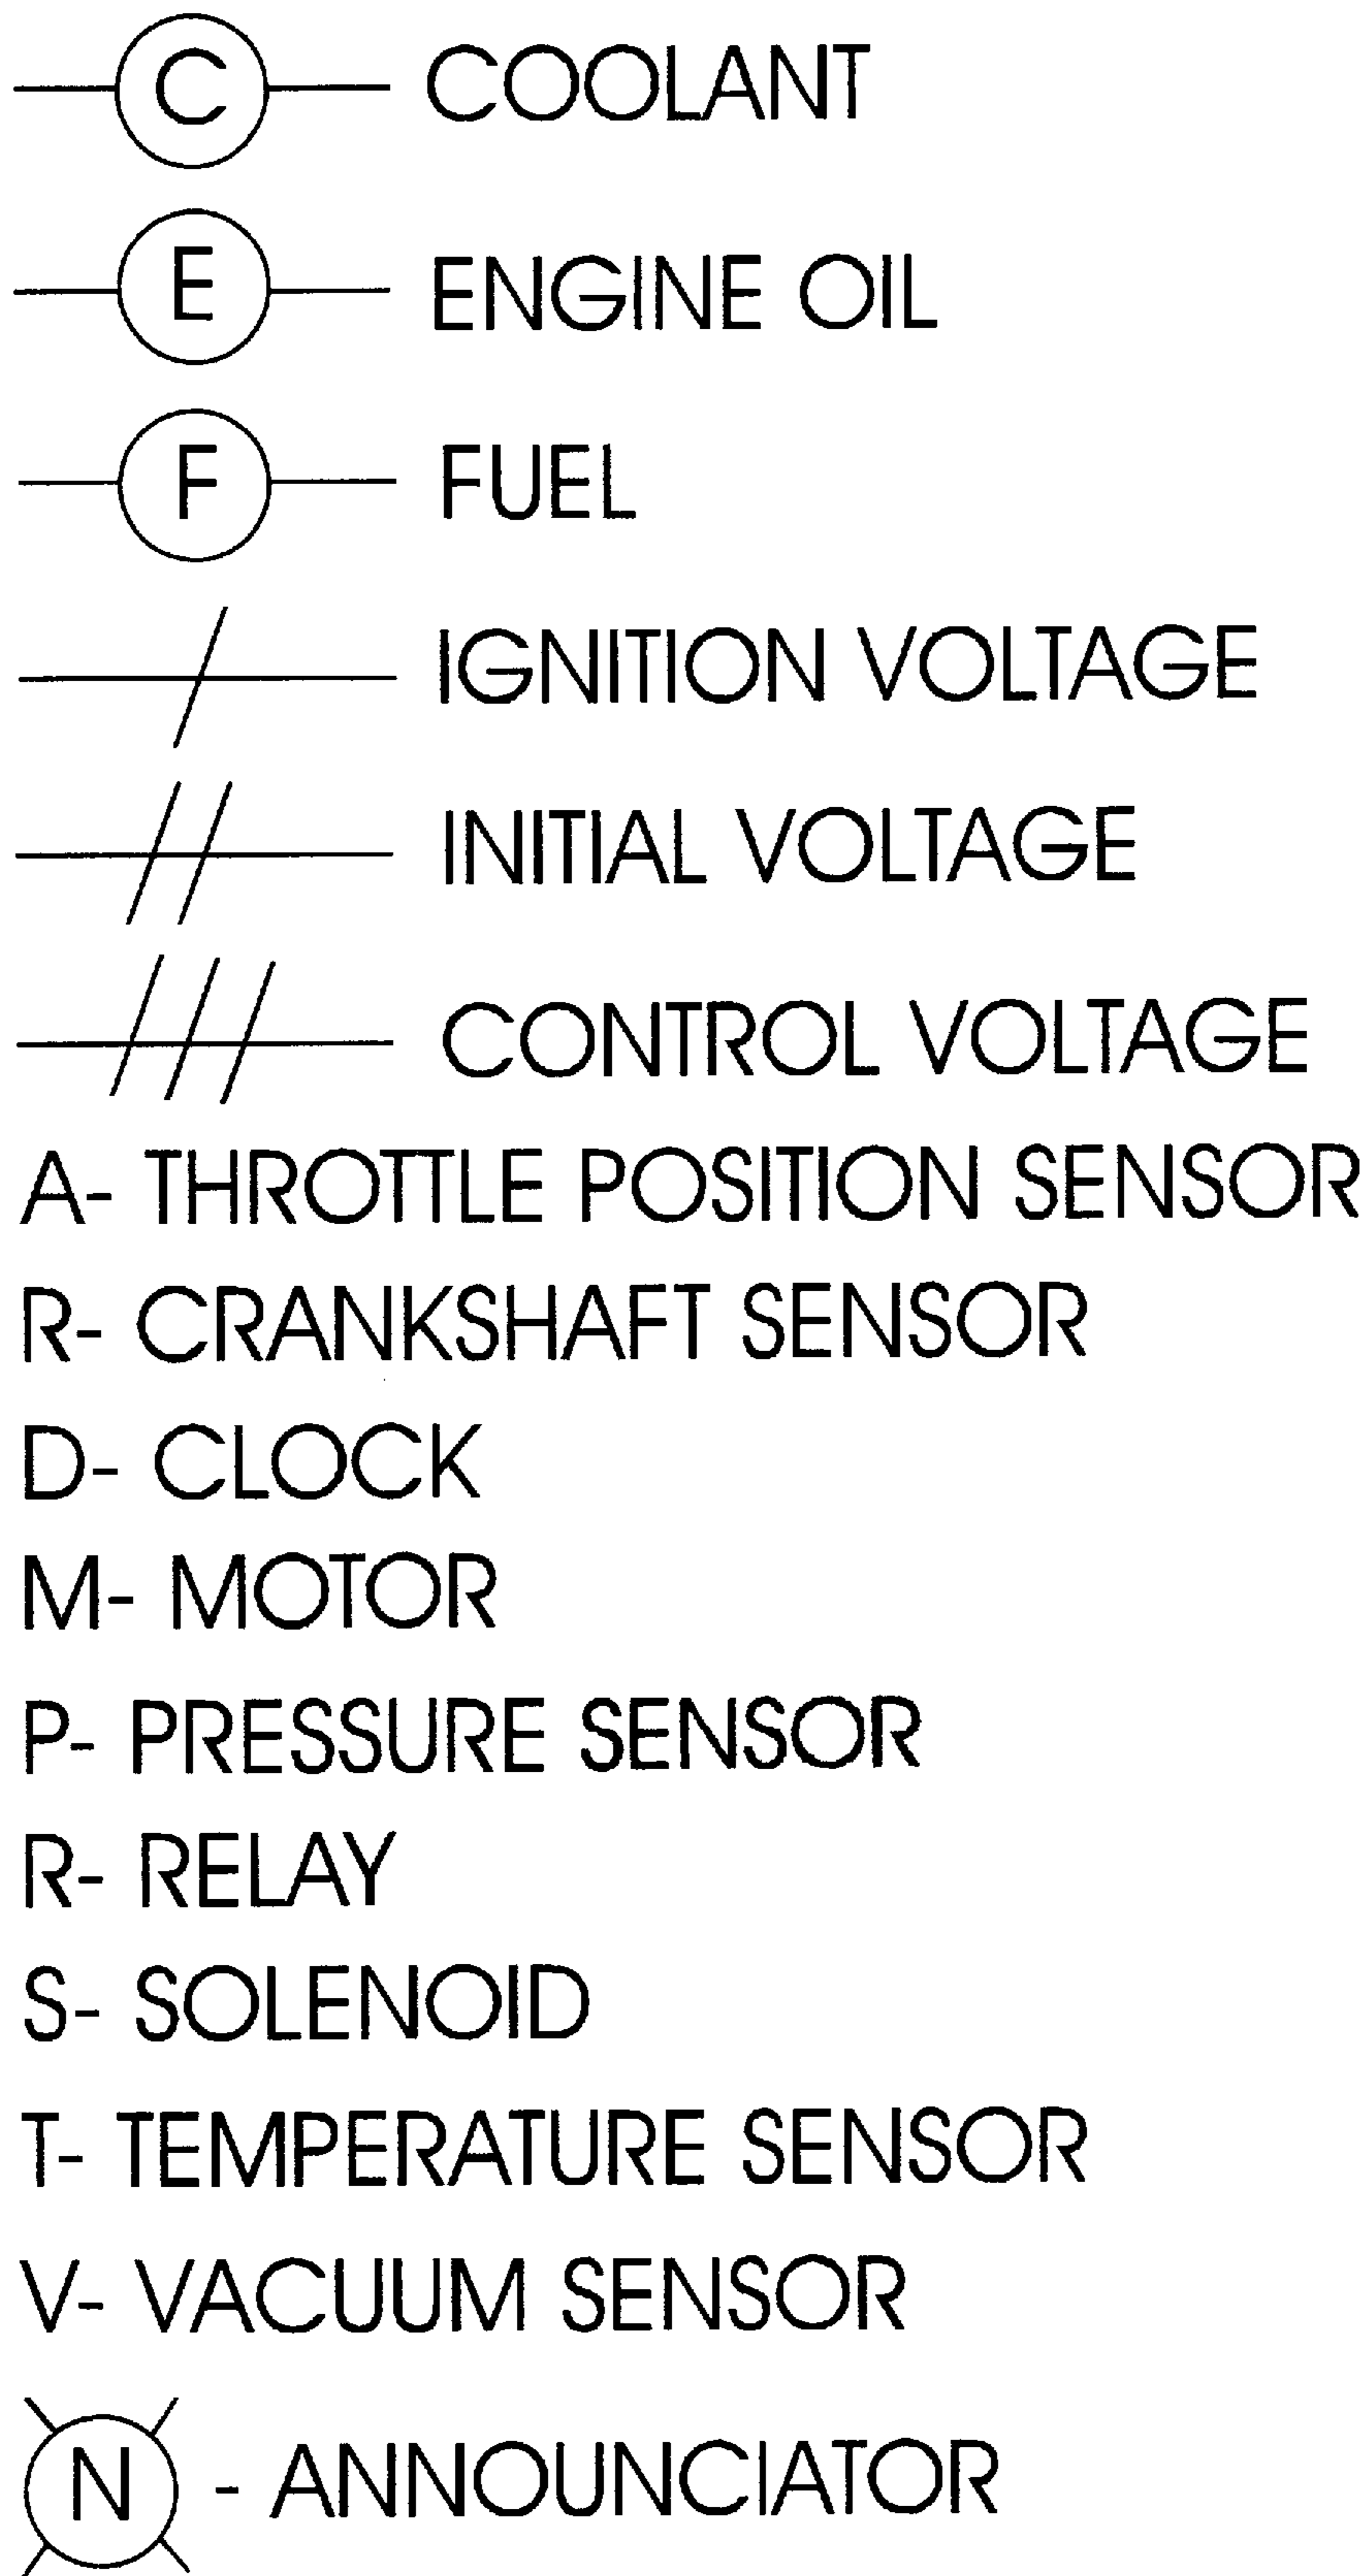 C COOLANT
E ENGINE OIL
F FUEL
IGNITION VOLTAGE
INITIAL VOLTAGE
CONTROL VOLTAGE
A- THROTTLE POSITION SENSOR
R- CRANKSHAFT SENSOR
D- CLOCK
M- MOTOR
P- PRESSURE SENSOR
R- RELAY
S- SOLENOID
T- TEMPERATURE SENSOR
V- VACUUM SENSOR
N - ANNOUNCIATOR